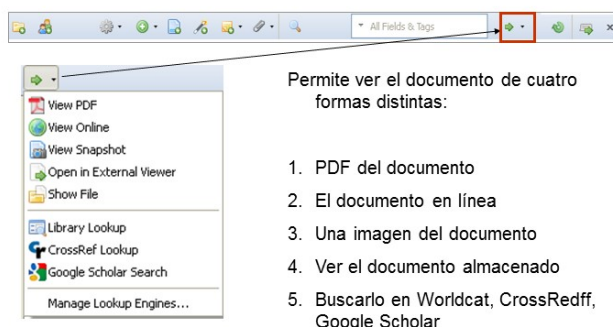 All Fields & Tags
Permite ver el documento de cuatro
formas distintas:
View PDF
View Online
View Snapshot
Open in External Viewer
Show File
Library Lookup
CrossRef Lookup
Google Scholar Search
Manage Lookup Engines...
1. PDF del documento
2. El documento en línea
3. Una imagen del documento
4. Ver el documento almacenado
5. Buscarlo en Worldcat, CrossRedff,
Google Scholar